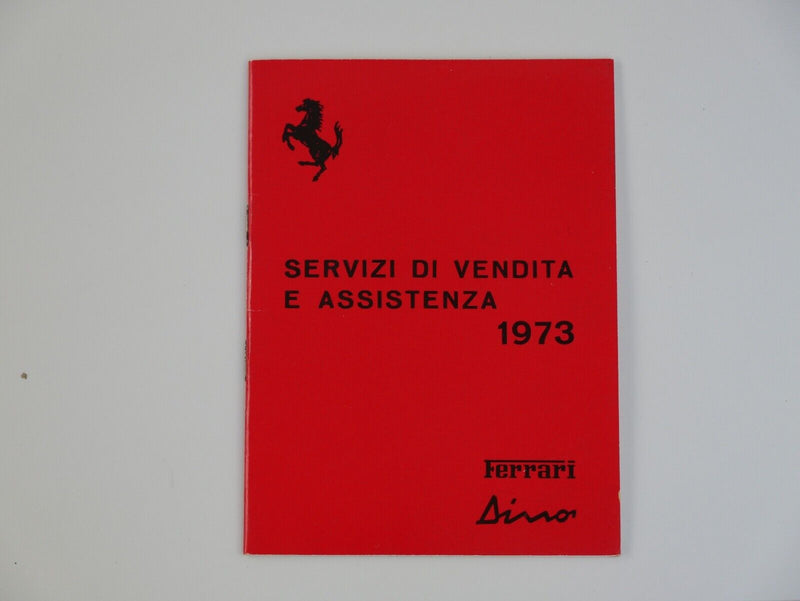 SERVIZI DI VENDITA
E ASSISTENZA
1973
Ferrari
Dino